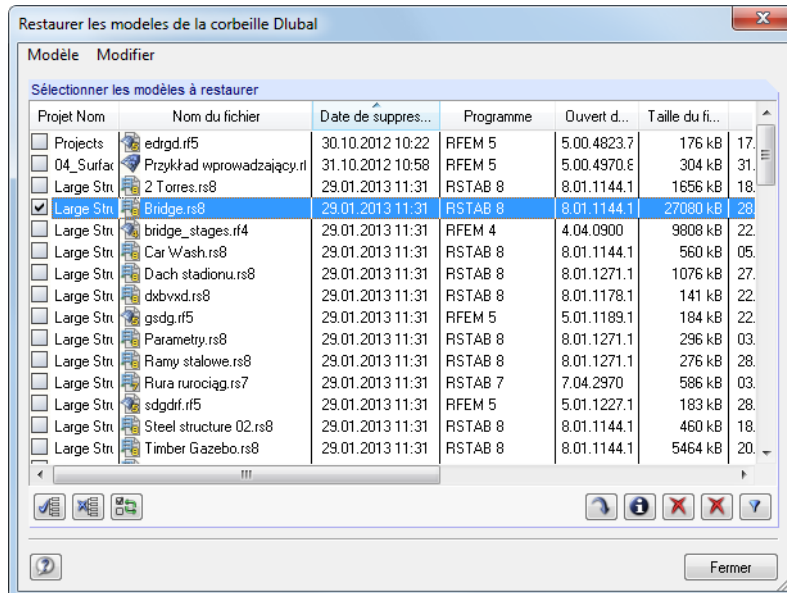 Restaurer les modeles de la corbeille Dlubal
Modèle Modifier
Sélectionner les modèles à restaurer
Projet Nom Nom du fichier Date de suppres... Programme Ouvert d... Taille du fi...
Projects edrgd.rf5 30.10.2012 10:22 RFEM 5 5.00.4823.7 176 kB 17.
04_Surfac Przykład wprowadzający.rl 31.10.2012 10:58 RFEM 5 5.00.4970.8 304 kB 31.
Large Stru 2 Torres.rs8 29.01.2013 11:31 RSTAB 8 8.01.1144.1 1656 kB 18.
Large Stru Bridge.rs8 29.01.2013 11:31 RSTAB 8 8.01.1144.1 27080 kB 28.
Large Stru bridge_stages.rf4 29.01.2013 11:31 RFEM 4 4.04.0900 9808 kB 22.
Large Stru Car Wash.rs8 29.01.2013 11:31 RSTAB 8 8.01.1144.1 560 kB 05.
Large Stru Dach stadionu.rs8 29.01.2013 11:31 RSTAB 8 8.01.1271.1 1076 kB 27.
Large Stru dxbvxd.rs8 29.01.2013 11:31 RSTAB 8 8.01.1178.1 141 kB 22.
Large Stru gsdg.rf5 29.01.2013 11:31 RFEM 5 5.01.1189.1 184 kB 22.
Large Stru Parametry.rs8 29.01.2013 11:31 RSTAB 8 8.01.1271.1 296 kB 03.
Large Stru Ramy stalowe.rs8 29.01.2013 11:31 RSTAB 8 8.01.1271.1 276 kB 28.
Large Stru Rura rurociąg.rs7 29.01.2013 11:31 RSTAB 7 7.04.2970 586 kB 03.
Large Stru sdgdrf.rf5 29.01.2013 11:31 RFEM 5 5.01.1227.1 183 kB 28.
Large Stru Steel structure 02.rs8 29.01.2013 11:31 RSTAB 8 8.01.1144.1 460 kB 18.
Large Stru Timber Gazebo.rs8 29.01.2013 11:31 RSTAB 8 8.01.1144.1 5464 kB 20.
Fermer